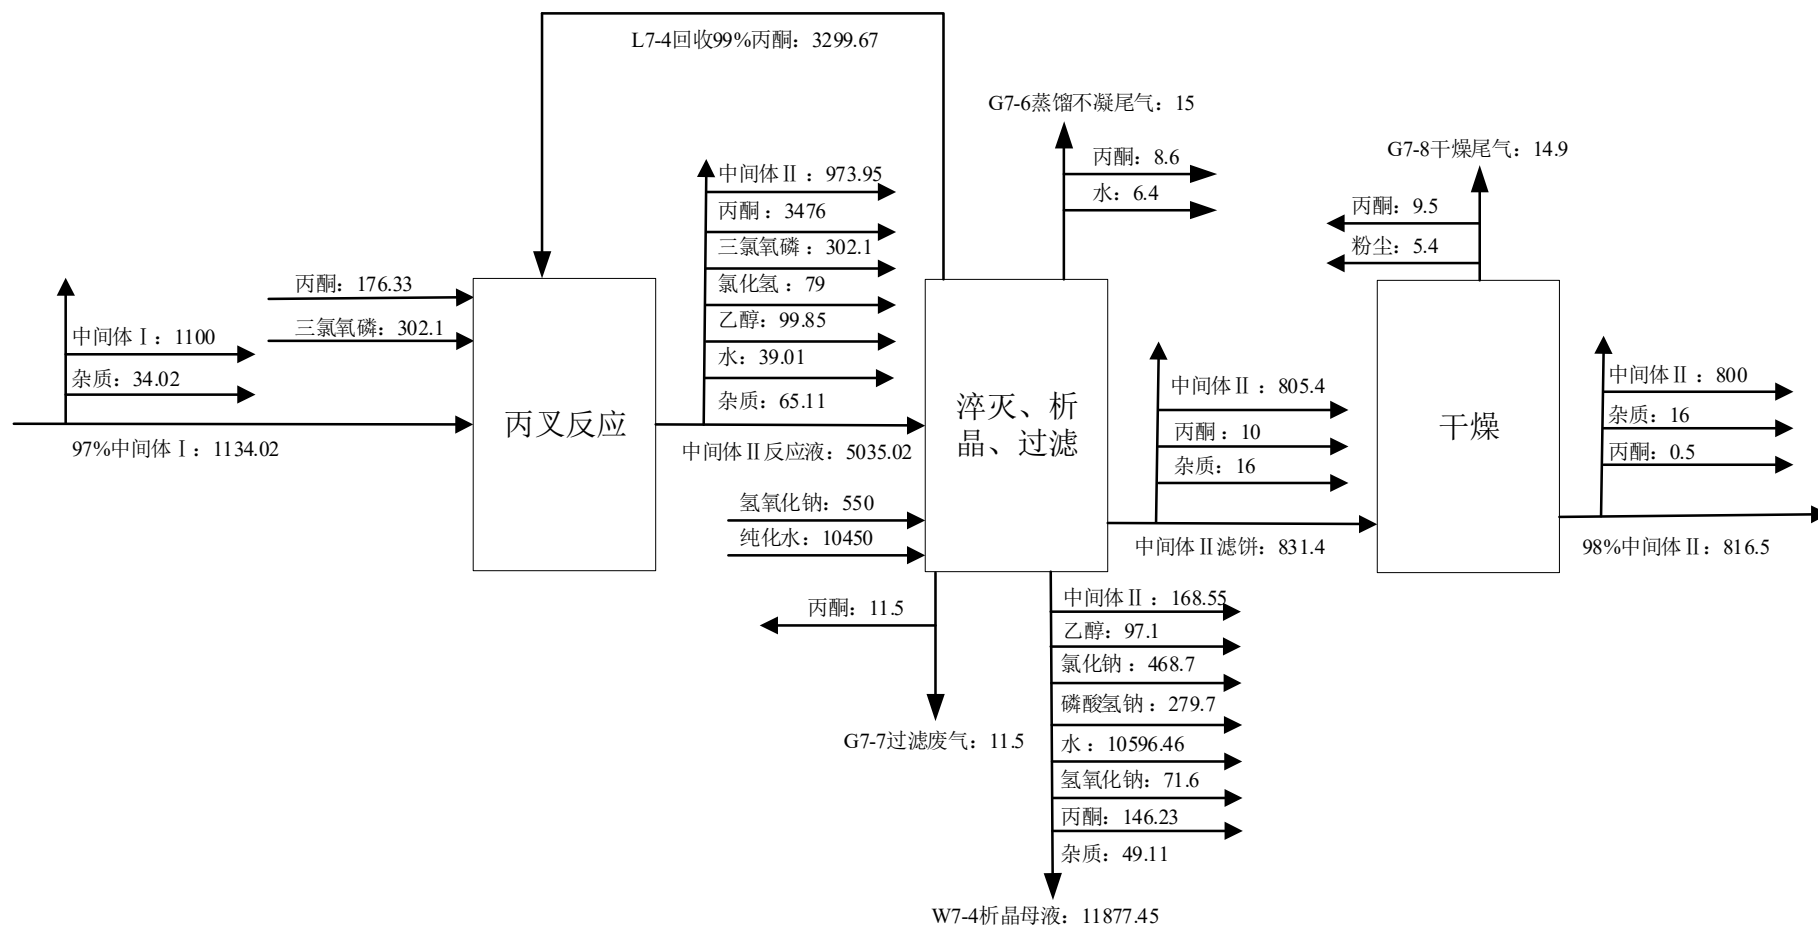 L7-4回收99%丙酮：3299.67
G7-6蒸馏不凝尾气：15
丙酮：8.6
水：6.4
G7-8干燥尾气：14.9
丙酮：9.5
粉尘：5.4
中间体Ⅰ：1100
杂质：34.02
97%中间体Ⅰ：1134.02
丙酮：176.33
三氯氧磷：302.1
丙叉反应
中间体Ⅱ：973.95
丙酮：3476
三氯氧磷：302.1
氯化氢：79
乙醇：99.85
水：39.01
杂质：65.11
中间体Ⅱ反应液：5035.02
氢氧化钠：550
纯化水：10450
淬灭、析
晶、过滤
丙酮：11.5
G7-7过滤废气：11.5
中间体Ⅱ：168.55
乙醇：97.1
氯化钠：468.7
磷酸氢钠：279.7
水：10596.46
氢氧化钠：71.6
丙酮：146.23
杂质：49.11
W7-4析晶母液：11877.45
中间体Ⅱ：805.4
丙酮：10
杂质：16
中间体Ⅱ滤饼：831.4
干燥
中间体Ⅱ：800
杂质：16
丙酮：0.5
98%中间体Ⅱ：816.5